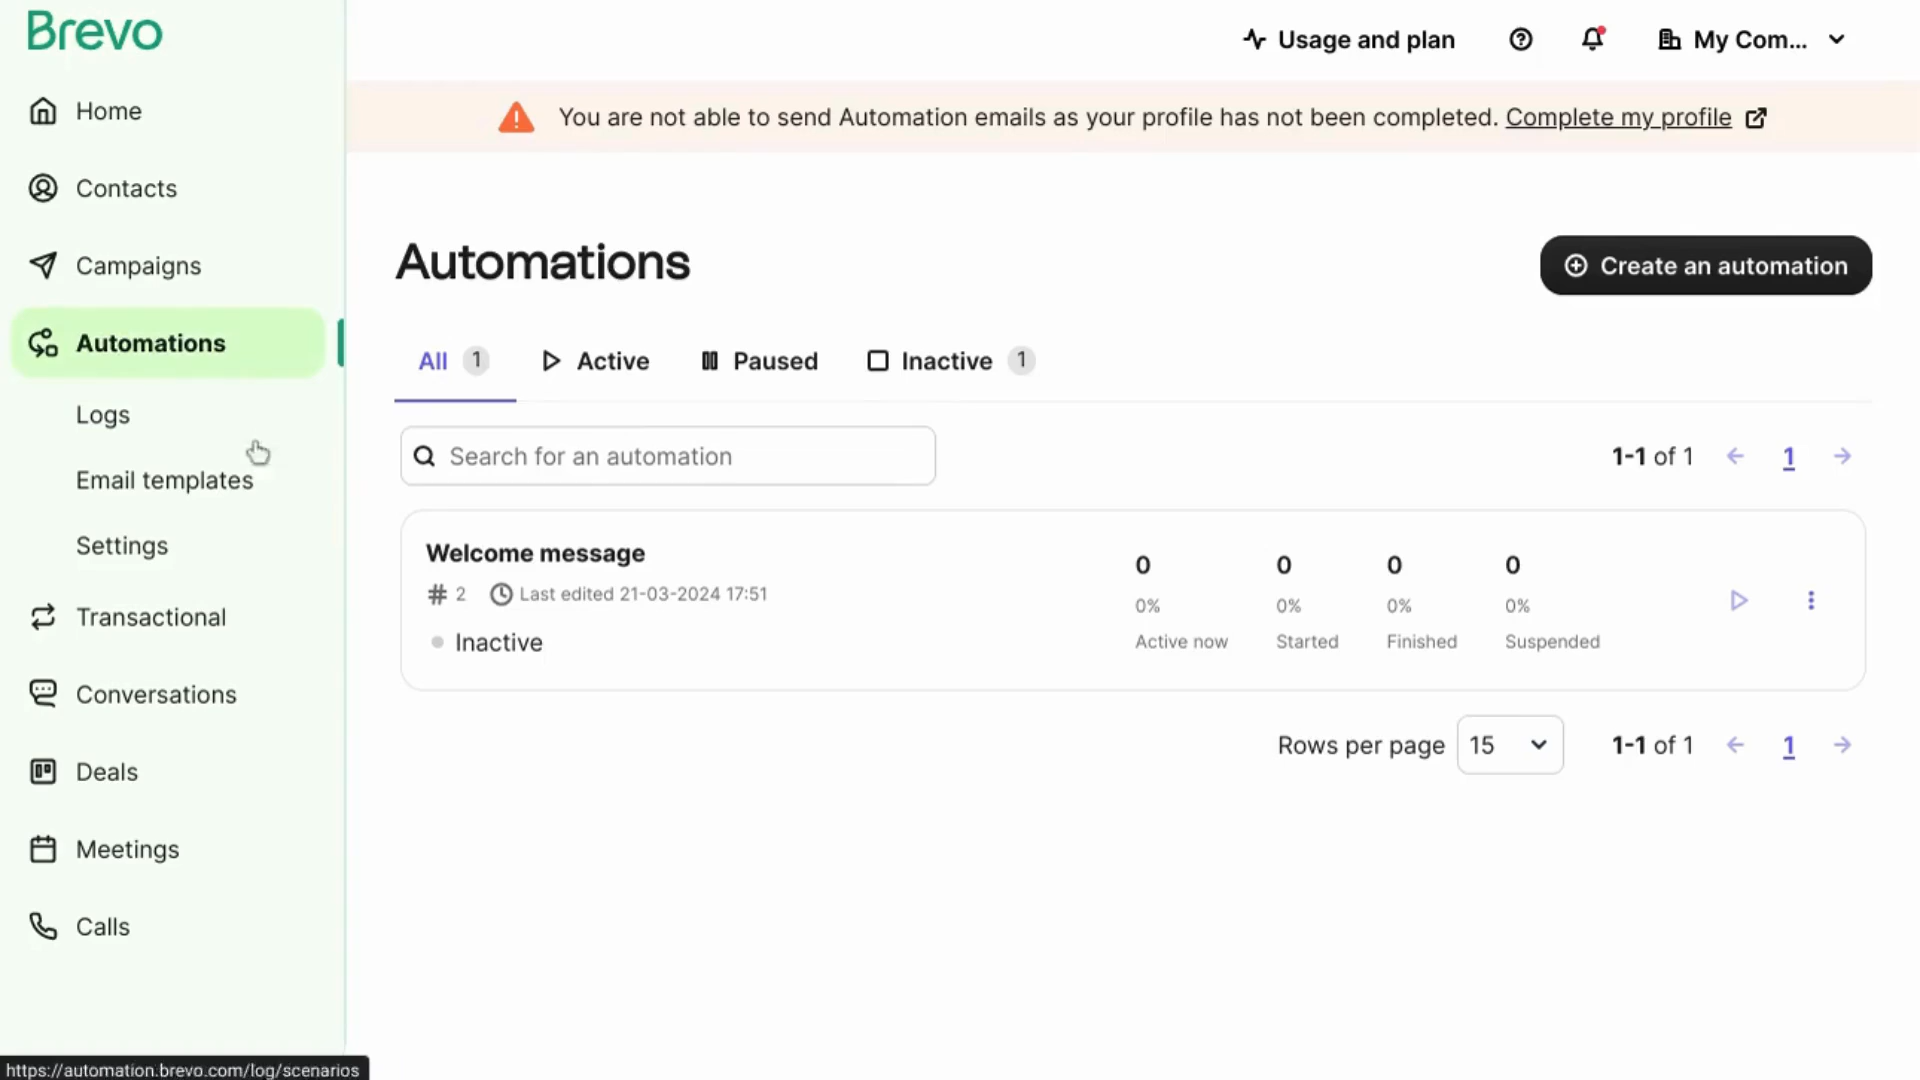 Brevo
Usage and plan
My Com...
Home
You are not able to send Automation emails as your profile has not been completed. Complete my profile
Contacts
Campaigns
Automations
Logs
Email templates
Settings
Transactional
Conversations
Deals
Meetings
Calls
Automations
Create an automation
All 1 Active Paused Inactive 1
Search for an automation
1-1 of 1 1
Welcome message
# 2 Last edited 21-03-2024 17:51
Inactive
0 0 0 0
0% 0% 0% 0%
Active now Started Finished Suspended
Rows per page 15 1-1 of 1 1
https://automation.brevo.com/log/scenarios